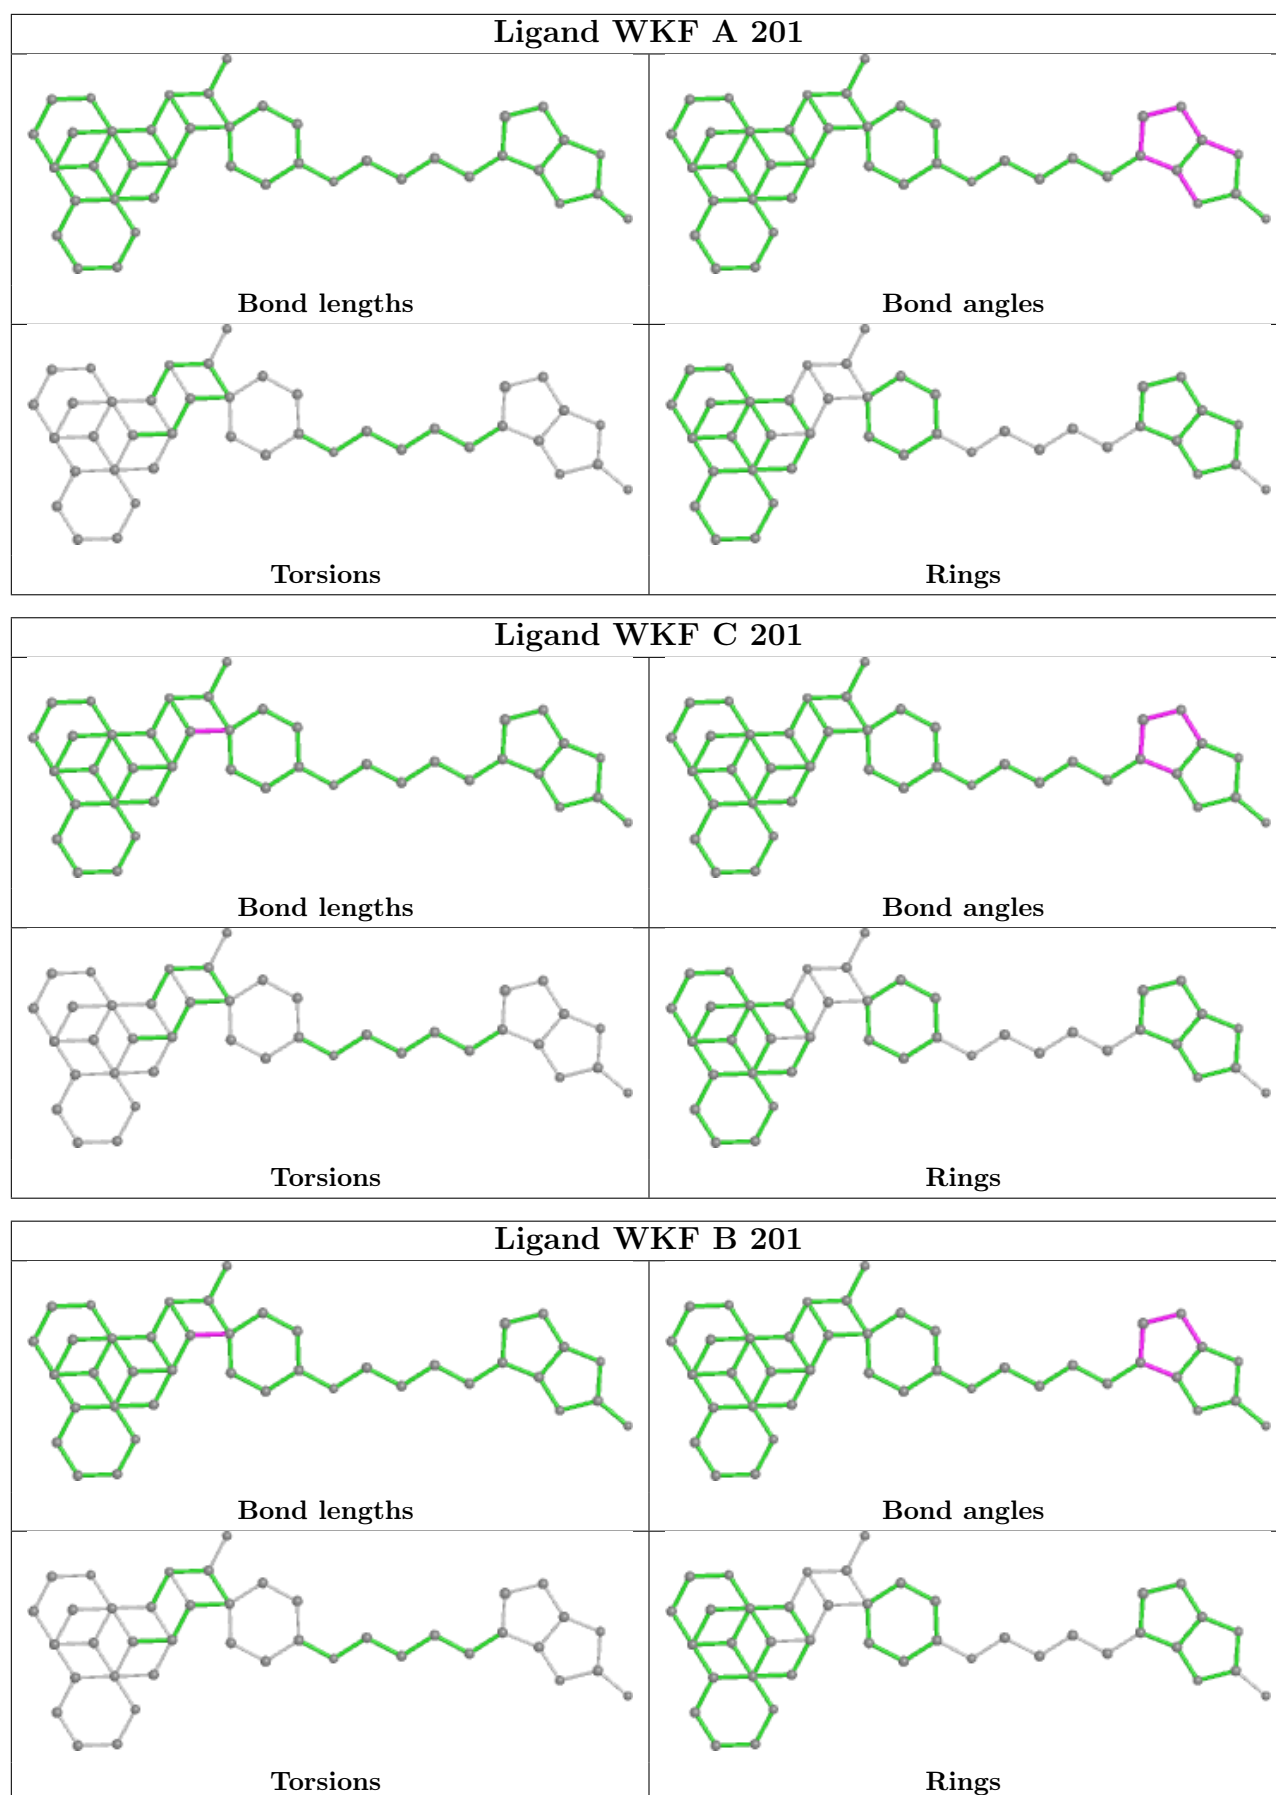 Ligand WKF A 201
Bond lengths
Bond angles
Torsions
Rings
Ligand WKF C 201
Bond lengths
Bond angles
Torsions
Rings
Ligand WKF B 201
Bond lengths
Bond angles
Torsions
Rings